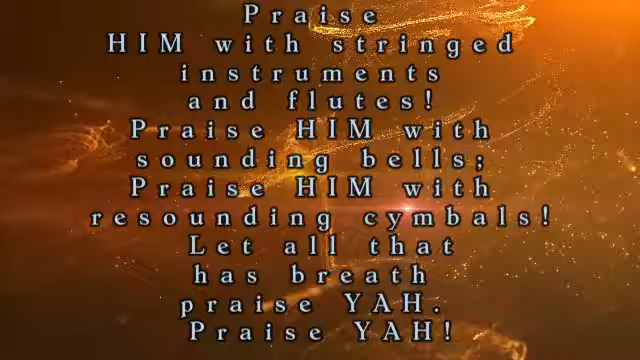 Praise
HIM with stringed
instruments
and flutes!
Praise HIM with
sounding bells;
Praise HIM with
resounding cymbals!
Let all that
has breath
praise YAH.
Praise YAH!